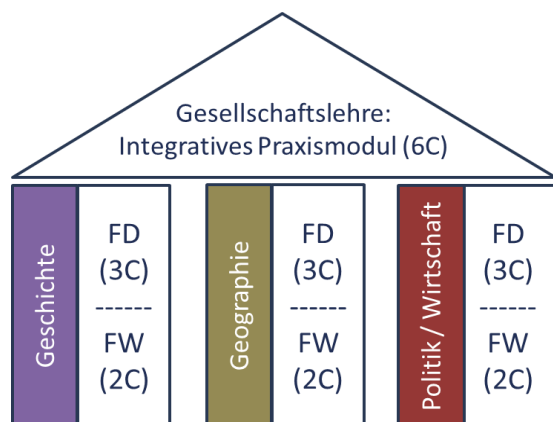 Gesellschaftslehre:
Integratives Praxismodul (6C)
Geschichte
FD
(3C)
------
FW
(2C)
Geographie
FD
(3C)
------
FW
(2C)
Politik / Wirtschaft
FD
(3C)
------
FW
(2C)